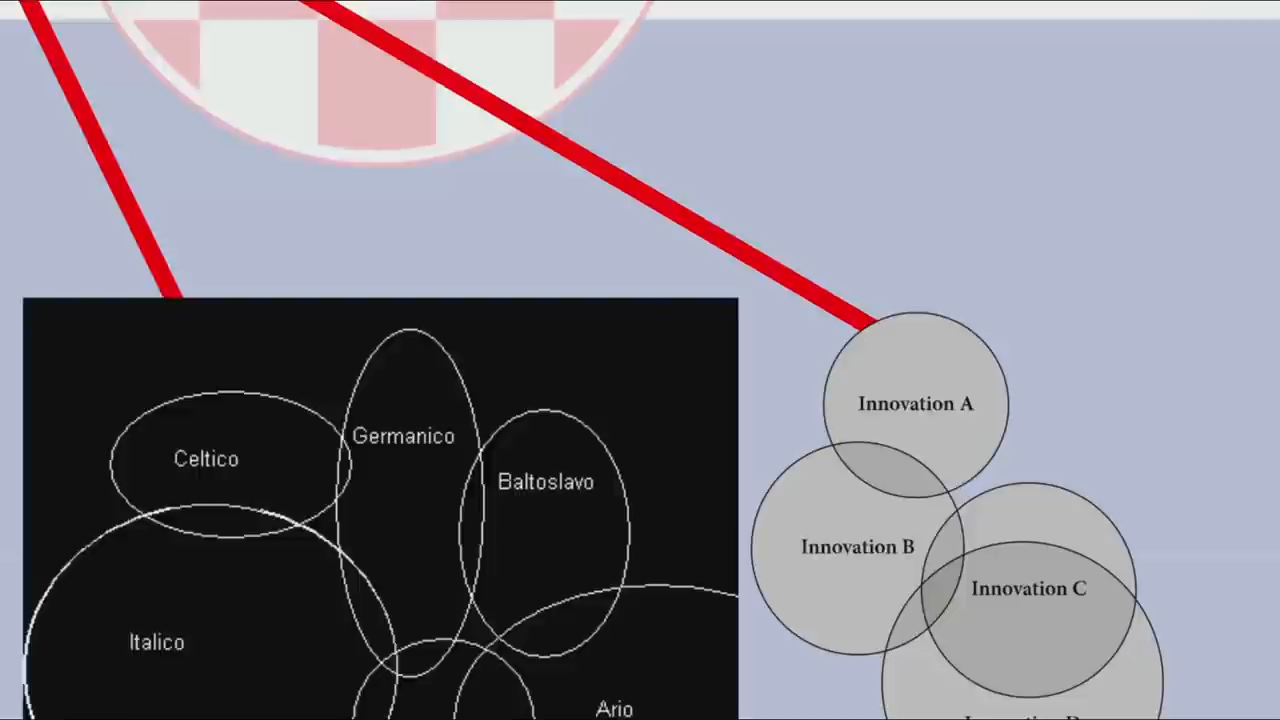 Germanico
Celtico
Baltoslavo
Italico
Ario
Innovation A
Innovation B
Innovation C